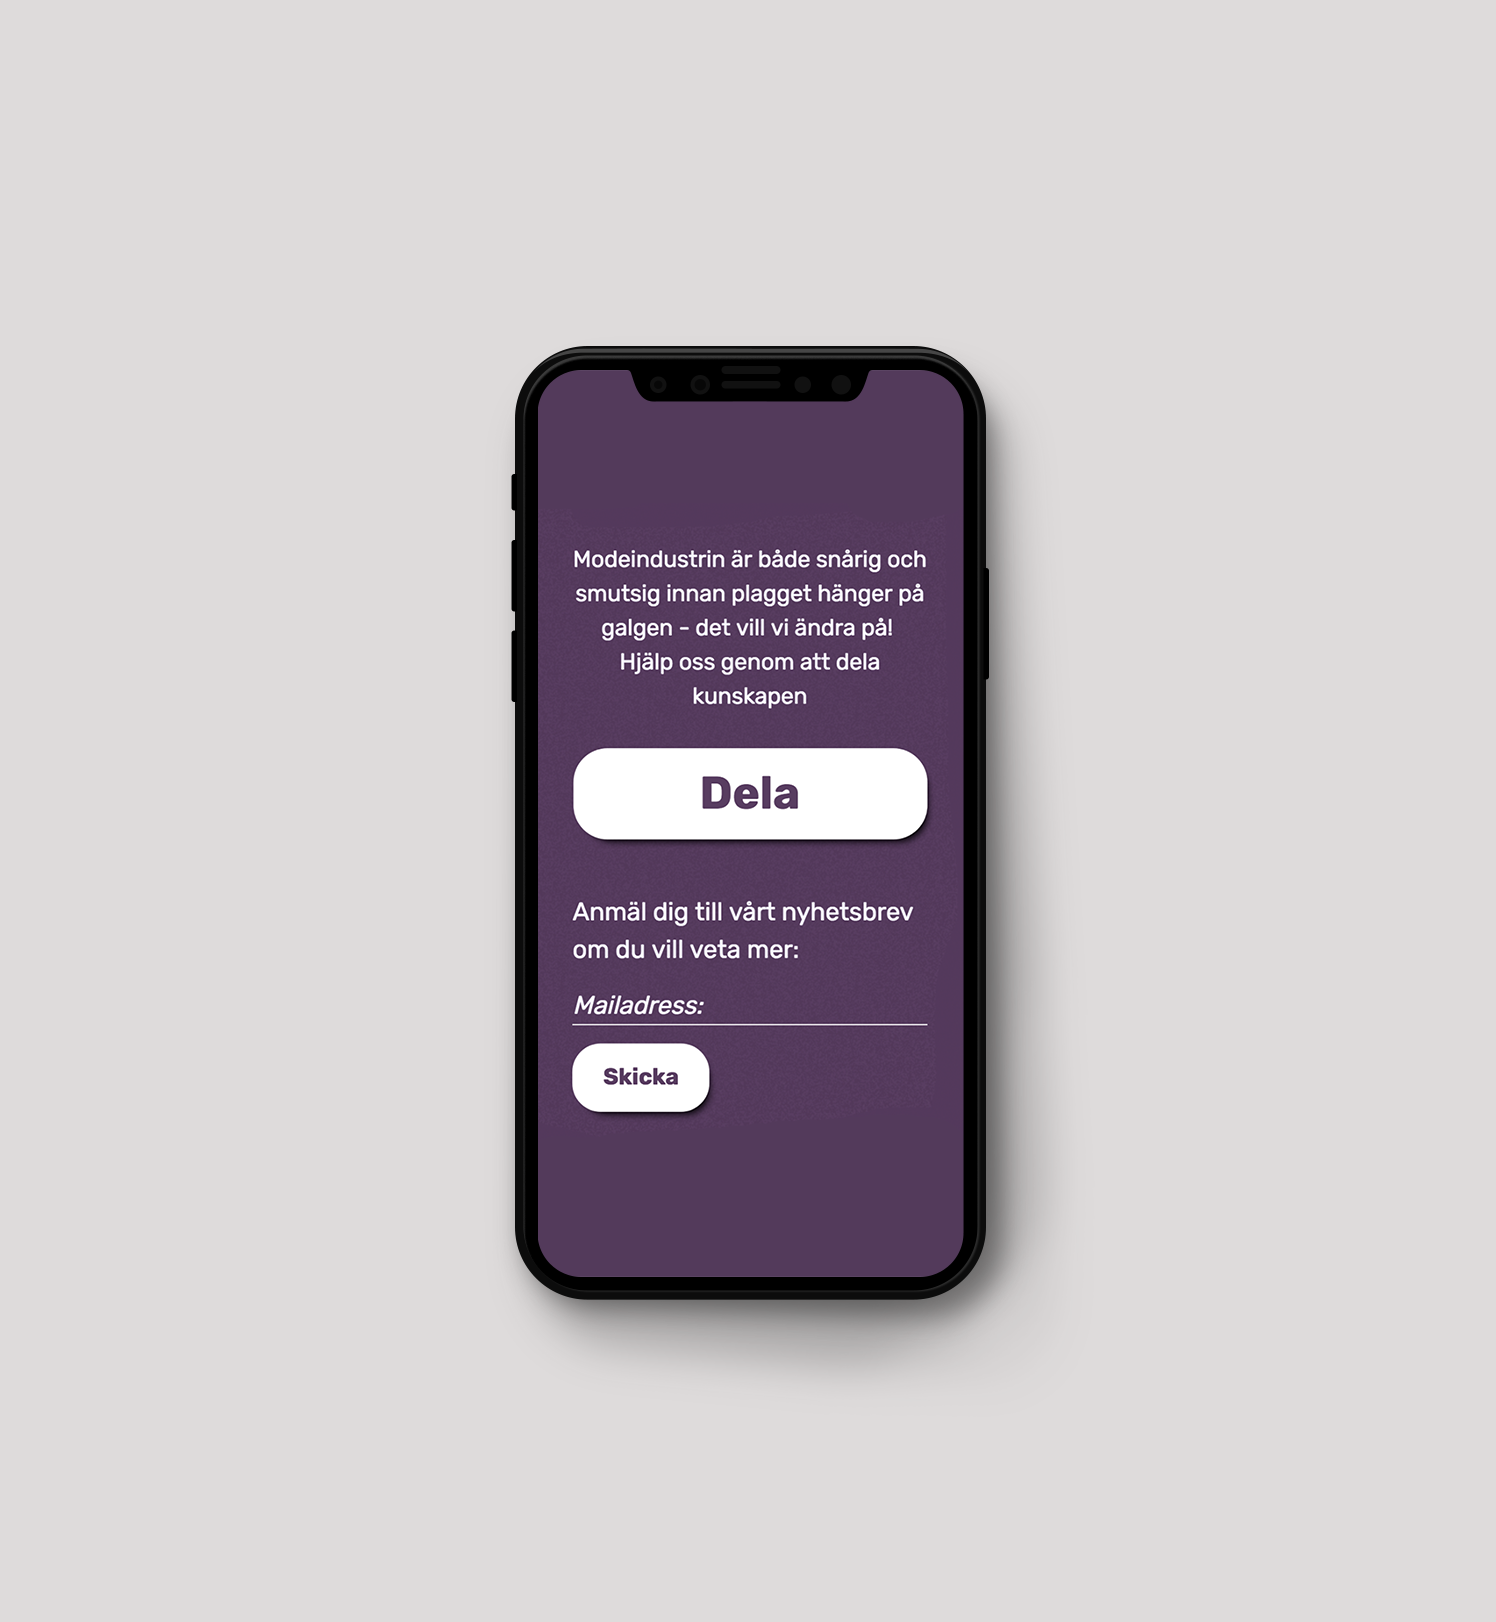 Modeindustrin är både snårig och
smutsig innan plagget hänger på
galgen - det vill vi ändra på!
Hjälp oss genom att dela
kunskapen
Dela
Anmäl dig till vårt nyhetsbrev
om du vill veta mer:
Mailadress:
Skicka